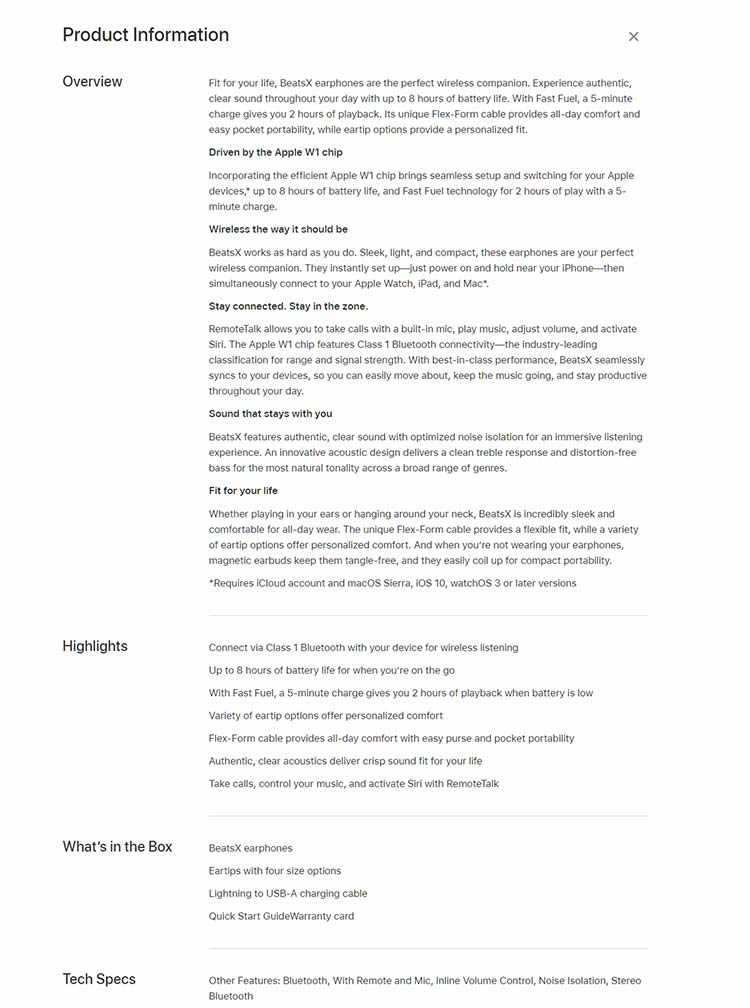 Product Information
Overview
Fit for your life, BeatsX earphones are the perfect wireless companion. Experience authentic,
clear sound throughout your day with up to 8 hours of battery life. With Fast Fuel, a 5-minute
charge gives you 2 hours of playback. Its unique Flex-Form cable provides all-day comfort and
easy pocket portability, while eartip options provide a personalized fit.
Driven by the Apple W1 chip
Incorporating the efficient Apple W1 chip brings seamless setup and switching for your Apple
devices,* up to 8 hours of battery life, and Fast Fuel technology for 2 hours of play with a 5-
minute charge.
Wireless the way it should be
BeatsX works as hard as you do. Sleek, light, and compact, these earphones are your perfect
wireless companion. They instantly set up—just power on and hold near your iPhone—then
simultaneously connect to your Apple Watch, iPad, and Mac*.
Stay connected. Stay in the zone.
RemoteTalk allows you to take calls with a built-in mic, play music, adjust volume, and activate
Siri. The Apple W1 chip features Class 1 Bluetooth connectivity—the industry-leading
classification for range and signal strength. With best-in-class performance, BeatsX seamlessly
syncs to your devices, so you can easily move about, keep the music going, and stay productive
throughout your day.
Sound that stays with you
BeatsX features authentic, clear sound with optimized noise isolation for an immersive listening
experience. An innovative acoustic design delivers a clean treble response and distortion-free
bass for the most natural tonality across a broad range of genres.
Fit for your life
Whether playing in your ears or hanging around your neck, BeatsX is incredibly sleek and
comfortable for all-day wear. The unique Flex-Form cable provides a flexible fit, while a variety
of eartip options offer personalized comfort. And when you're not wearing your earphones,
magnetic earbuds keep them tangle-free, and they easily coil up for compact portability.
*Requires iCloud account and macOS Sierra, iOS 10, watchOS 3 or later versions
Highlights
Connect via Class 1 Bluetooth with your device for wireless listening
Up to 8 hours of battery life for when you're on the go
With Fast Fuel, a 5-minute charge gives you 2 hours of playback when battery is low
Variety of eartip options offer personalized comfort
Flex-Form cable provides all-day comfort with easy purse and pocket portability
Authentic, clear acoustics deliver crisp sound fit for your life
Take calls, control your music, and activate Siri with RemoteTalk
What's in the Box
BeatsX earphones
Eartips with four size options
Lightning to USB-A charging cable
Quick Start GuideWarranty card
Tech Specs
Other Features: Bluetooth, With Remote and Mic, Inline Volume Control, Noise Isolation, Stereo
Bluetooth